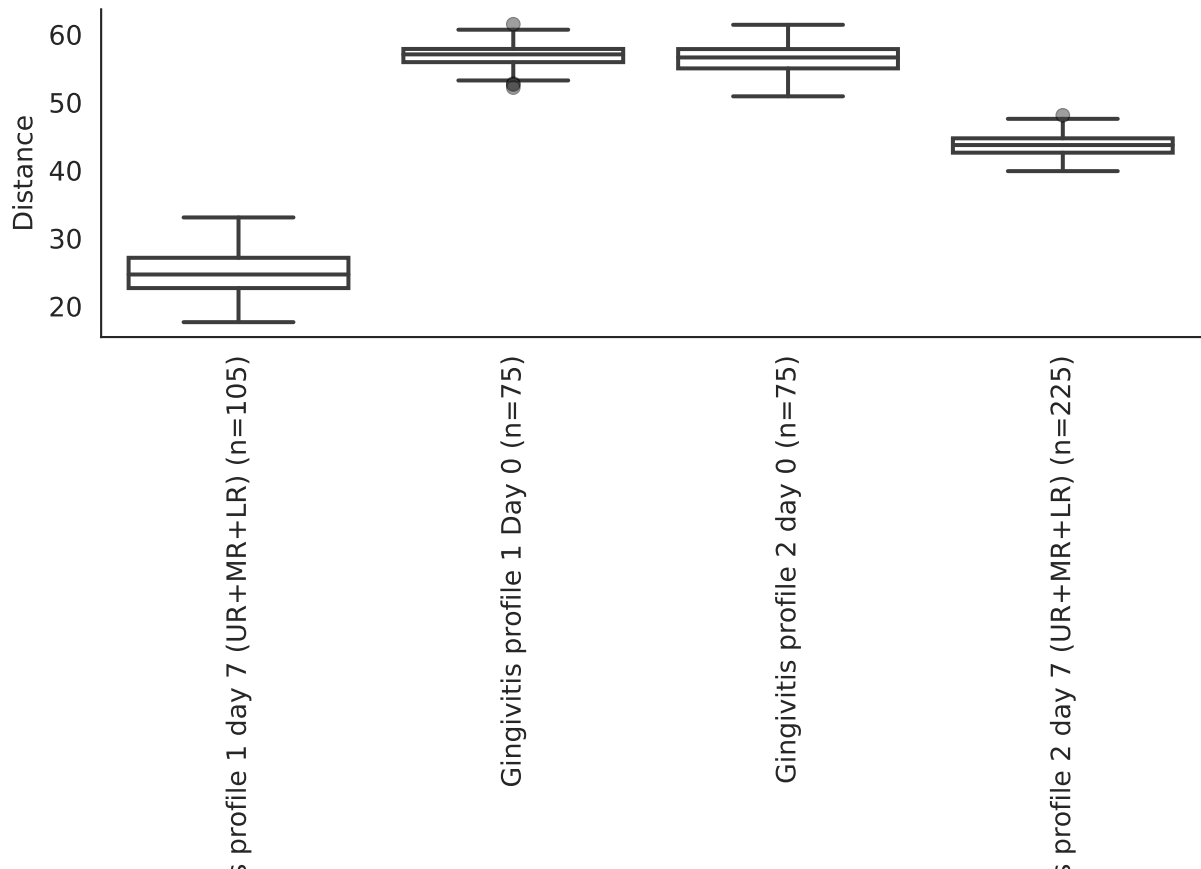 Distance
60
50
40
30
20
profile 1 day 7 (UR+MR+LR) (n=105)
Gingivitis profile 1 Day 0 (n=75)
Gingivitis profile 2 day 0 (n=75)
profile 2 day 7 (UR+MR+LR) (n=225)